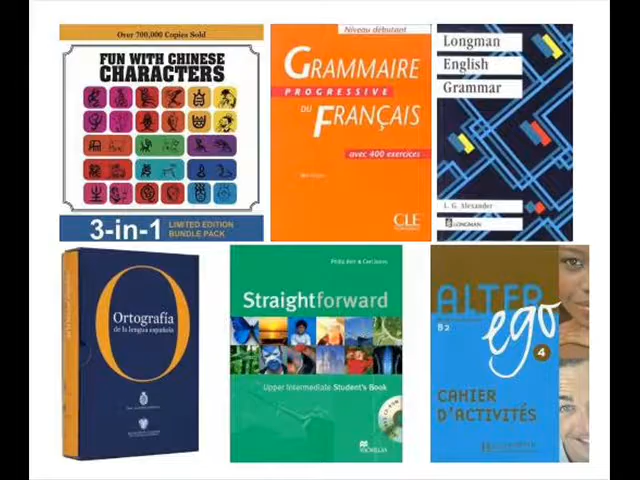 Over 700,000 Copies Sold
FUN WITH CHINESE
CHARACTERS
3-in-1
LIMITED EDITION
BUNDLE PACK
Niveau débutant
GRAMMAIRE
PROGRESSIVE
DU
FRANÇAIS
avec 400 exercices
CLE
Longman
English
Grammar
L. G. Alexander
LONGMAN
Ortografía
de la lengua española
Straightforward
Upper Intermediate Student's Book
MACMILLAN
ALTER
ego
B2
4
CAHIER
D'ACTIVITÉS